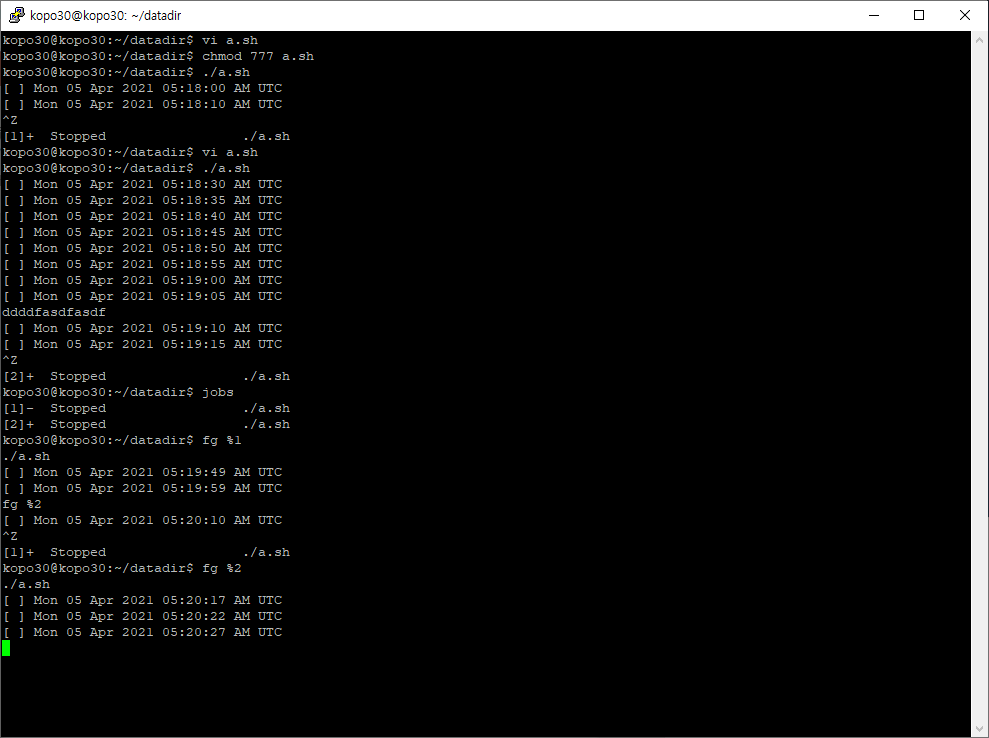 kopo30@kopo30: ~/datadir
kopo30@kopo30:~/datadir$ vi a.sh
kopo30@kopo30:~/datadir$ chmod 777 a.sh
kopo30@kopo30:~/datadir$ ./a.sh
[ ] Mon 05 Apr 2021 05:18:00 AM UTC
[ ] Mon 05 Apr 2021 05:18:10 AM UTC
^Z
[1]+  Stopped                 ./a.sh
kopo30@kopo30:~/datadir$ vi a.sh
kopo30@kopo30:~/datadir$ ./a.sh
[ ] Mon 05 Apr 2021 05:18:30 AM UTC
[ ] Mon 05 Apr 2021 05:18:35 AM UTC
[ ] Mon 05 Apr 2021 05:18:40 AM UTC
[ ] Mon 05 Apr 2021 05:18:45 AM UTC
[ ] Mon 05 Apr 2021 05:18:50 AM UTC
[ ] Mon 05 Apr 2021 05:18:55 AM UTC
[ ] Mon 05 Apr 2021 05:19:00 AM UTC
[ ] Mon 05 Apr 2021 05:19:05 AM UTC
ddddfasdfasdf
[ ] Mon 05 Apr 2021 05:19:10 AM UTC
[ ] Mon 05 Apr 2021 05:19:15 AM UTC
^Z
[2]+  Stopped                 ./a.sh
kopo30@kopo30:~/datadir$ jobs
[1]-  Stopped                 ./a.sh
[2]+  Stopped                 ./a.sh
kopo30@kopo30:~/datadir$ fg %1
./a.sh
[ ] Mon 05 Apr 2021 05:19:49 AM UTC
[ ] Mon 05 Apr 2021 05:19:59 AM UTC
fg %2
[ ] Mon 05 Apr 2021 05:20:10 AM UTC
^Z
[1]+  Stopped                 ./a.sh
kopo30@kopo30:~/datadir$ fg %2
./a.sh
[ ] Mon 05 Apr 2021 05:20:17 AM UTC
[ ] Mon 05 Apr 2021 05:20:22 AM UTC
[ ] Mon 05 Apr 2021 05:20:27 AM UTC